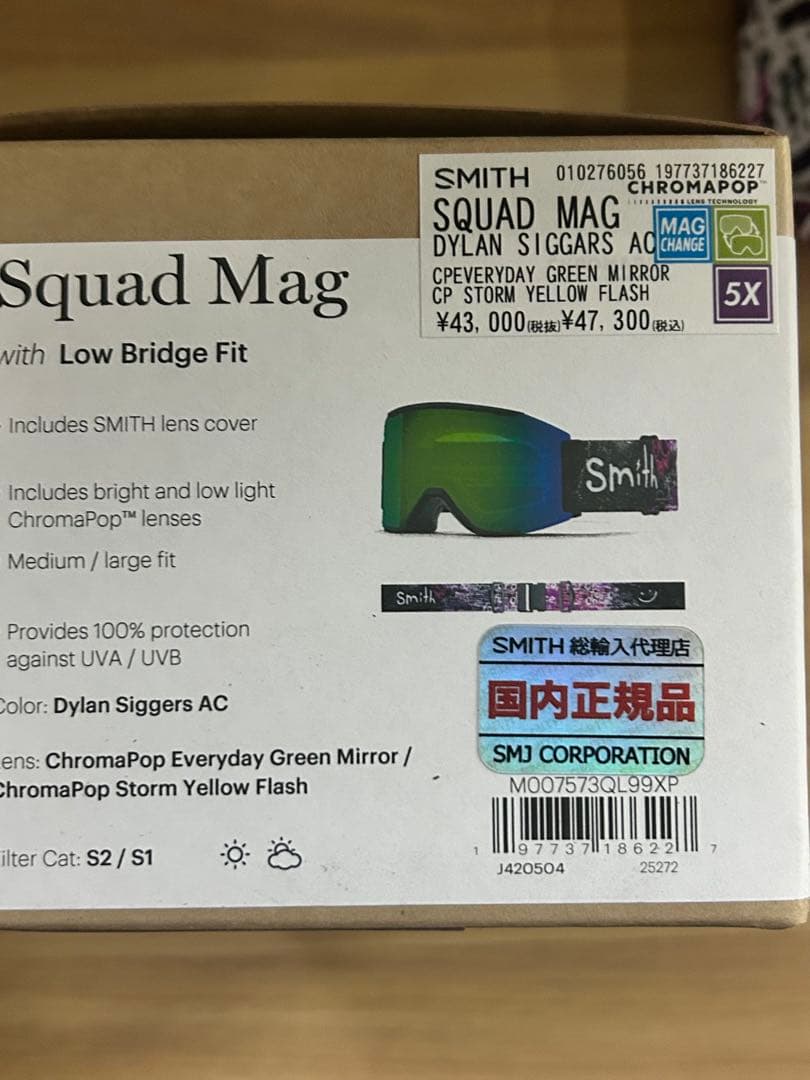 SMITH 010276056 197737186227
CHROMAPOP™
LENS TECHNOLOGY
SQUAD MAG
DYLAN SIGGARS AC
MAG
CHANGE
CPEVERYDAY GREEN MIRROR
CP STORM YELLOW FLASH
5X
¥43,000(税抜)¥47,300(税込)
Squad Mag
with Low Bridge Fit
Includes SMITH lens cover
Includes bright and low light
ChromaPop™ lenses
Medium / large fit
Provides 100% protection
against UVA / UVB
Color: Dylan Siggers AC
Lens: ChromaPop Everyday Green Mirror /
ChromaPop Storm Yellow Flash
Filter Cat: S2 / S1
Smith
Smith
SMITH 総輸入代理店
国内正規品
SMJ CORPORATION
M007573QL99XP
1 97737 18622 7
J420504 25272